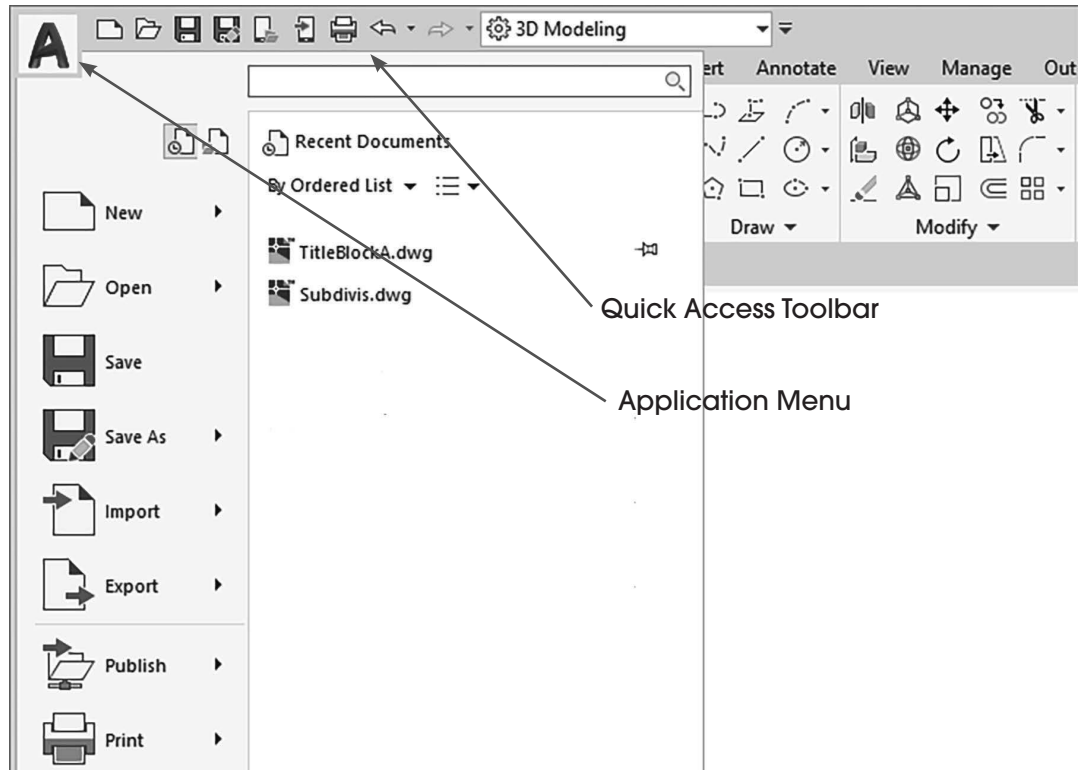 A
3D Modeling
ert Annotate View Manage Out
Recent Documents
By Ordered List
New
TitleBlockA.dwg
Open
Subdivis.dwg
Draw
Modify
Quick Access Toolbar
Save
Application Menu
Save As
Import
Export
Publish
Print